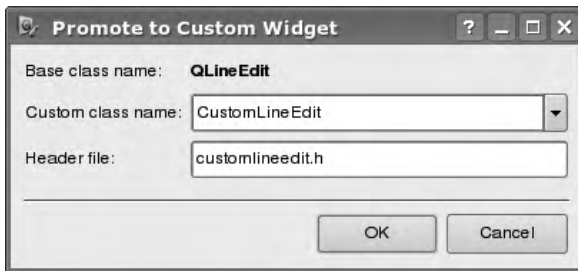 Promote to Custom Widget
Base class name: QLineEdit
Custom class name: CustomLineEdit
Header file: customlineedit.h
OK Cancel